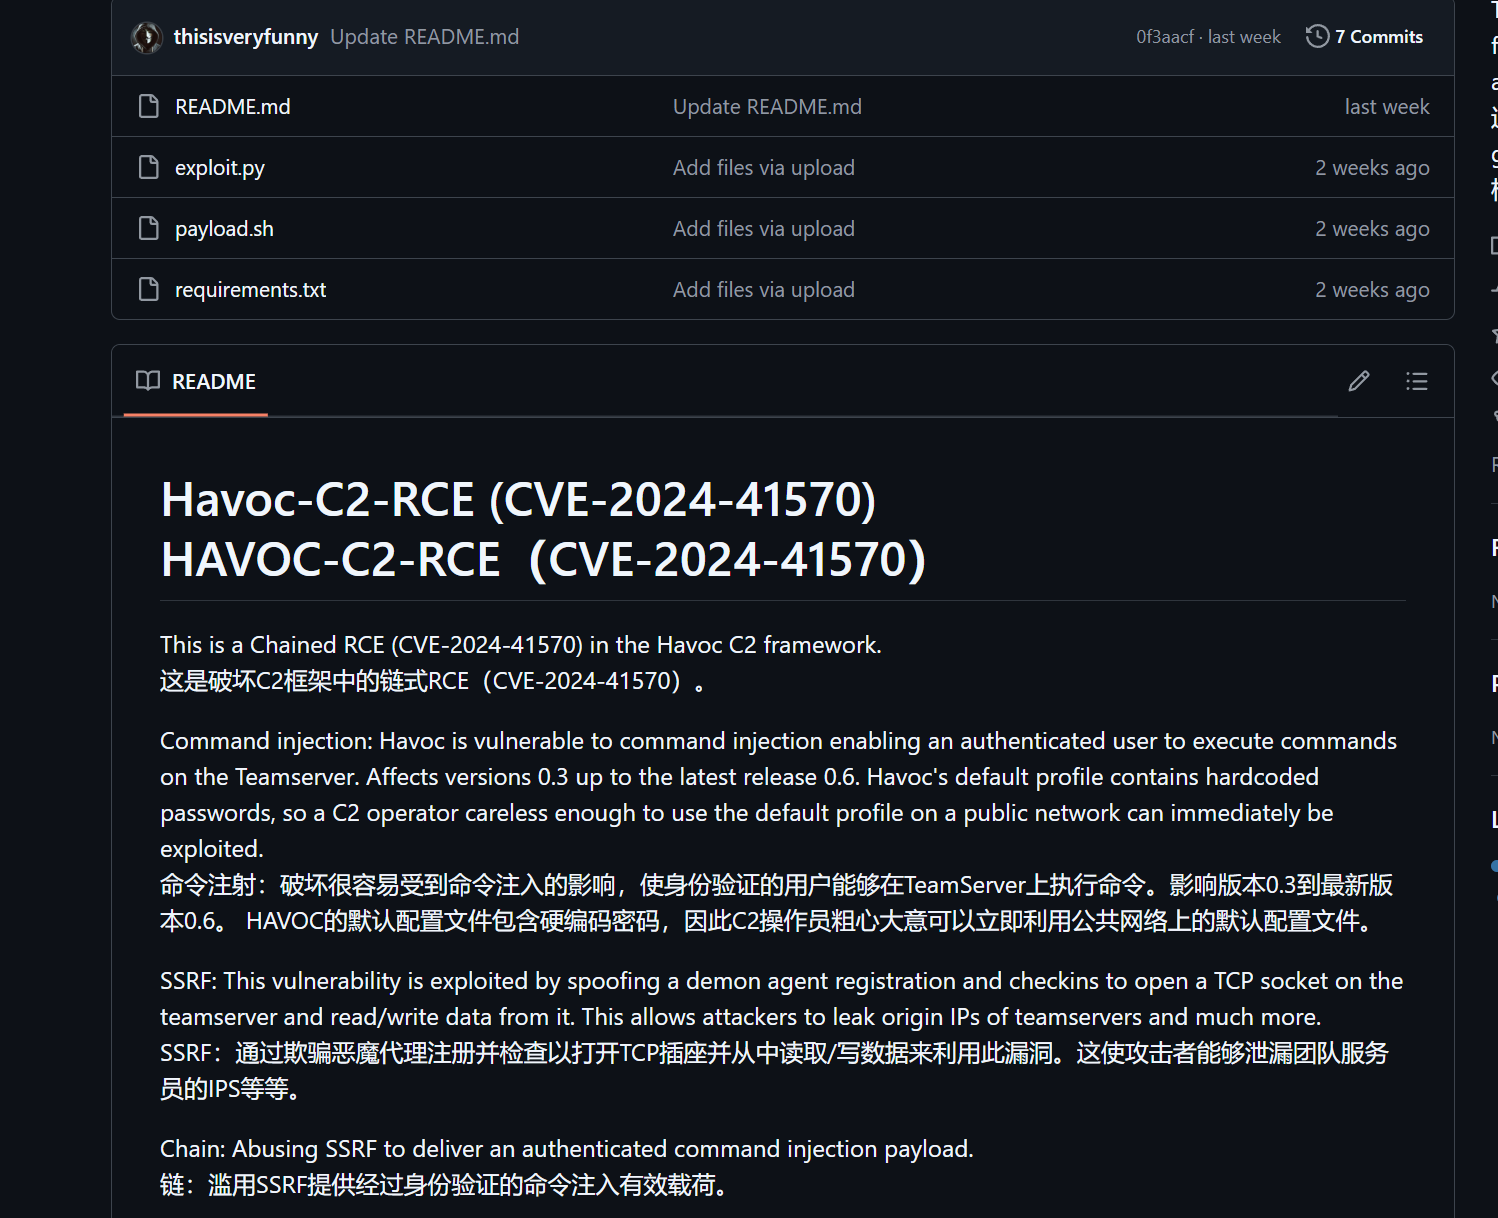 thisisveryfunny Update README.md 0f3aacf · last week 7 Commits
README.md Update README.md last week
exploit.py Add files via upload 2 weeks ago
payload.sh Add files via upload 2 weeks ago
requirements.txt Add files via upload 2 weeks ago
README
Havoc-C2-RCE (CVE-2024-41570)
HAVOC-C2-RCE（CVE-2024-41570）
This is a Chained RCE (CVE-2024-41570) in the Havoc C2 framework.
这是破坏C2框架中的链式RCE（CVE-2024-41570）。
Command injection: Havoc is vulnerable to command injection enabling an authenticated user to execute commands
on the Teamserver. Affects versions 0.3 up to the latest release 0.6. Havoc's default profile contains hardcoded
passwords, so a C2 operator careless enough to use the default profile on a public network can immediately be
exploited.
命令注射：破坏很容易受到命令注入的影响，使身份验证的用户能够在TeamServer上执行命令。影响版本0.3到最新版
本0.6。 HAVOC的默认配置文件包含硬编码密码，因此C2操作员粗心大意可以立即利用公共网络上的默认配置文件。
SSRF: This vulnerability is exploited by spoofing a demon agent registration and checkins to open a TCP socket on the
teamserver and read/write data from it. This allows attackers to leak origin IPs of teamservers and much more.
SSRF：通过欺骗恶魔代理注册并检查以打开TCP插座并从中读取/写数据来利用此漏洞。这使攻击者能够泄漏团队服务
员的IPS等等。
Chain: Abusing SSRF to deliver an authenticated command injection payload.
链：滥用SSRF提供经过身份验证的命令注入有效载荷。